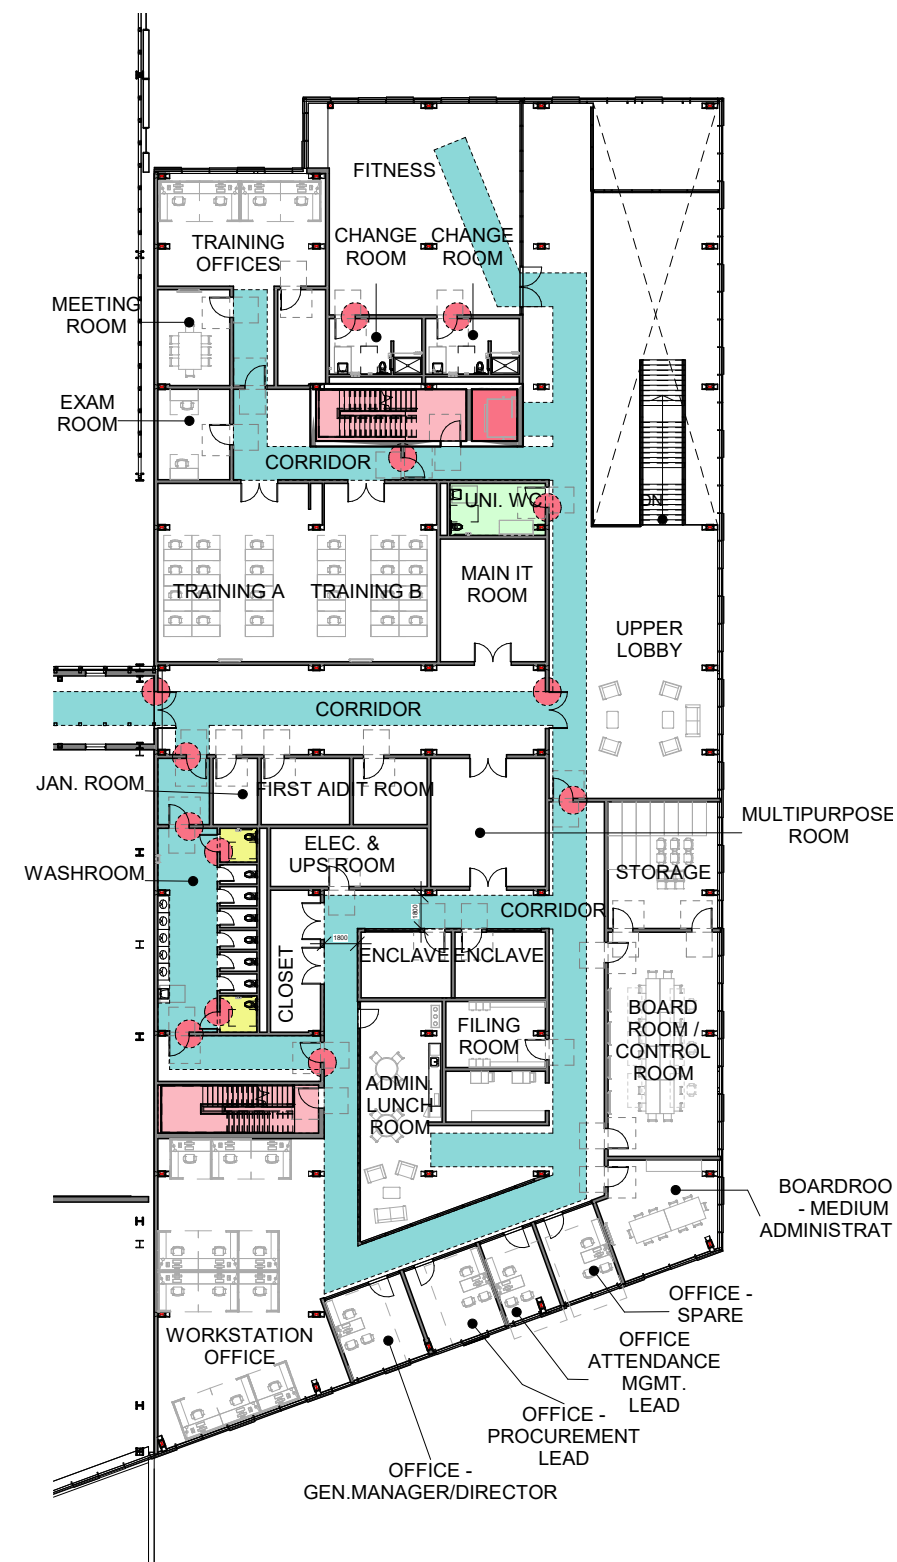 FITNESS
CHANGE
ROOM
CHANGE
ROOM
TRAINING
OFFICES
MEETING
ROOM
EXAM
ROOM
CORRIDOR
UNI. WC
DN
TRAINING A
TRAINING B
MAIN IT
ROOM
UPPER
LOBBY
CORRIDOR
JAN. ROOM
FIRST AID
IT ROOM
MULTIPURPOSE
ROOM
ELEC. &
UPS ROOM
WASHROOM
STORAGE
CORRIDOR
1800
1800
CLOSET
ENCLAVE
ENCLAVE
FILING
ROOM
BOARD
ROOM /
CONTROL
ROOM
ADMIN.
LUNCH
ROOM
BOARDROO
- MEDIUM
ADMINISTRAT
OFFICE -
SPARE
WORKSTATION
OFFICE
OFFICE
ATTENDANCE
MGMT.
LEAD
OFFICE -
PROCUREMENT
LEAD
OFFICE -
GEN.MANAGER/DIRECTOR